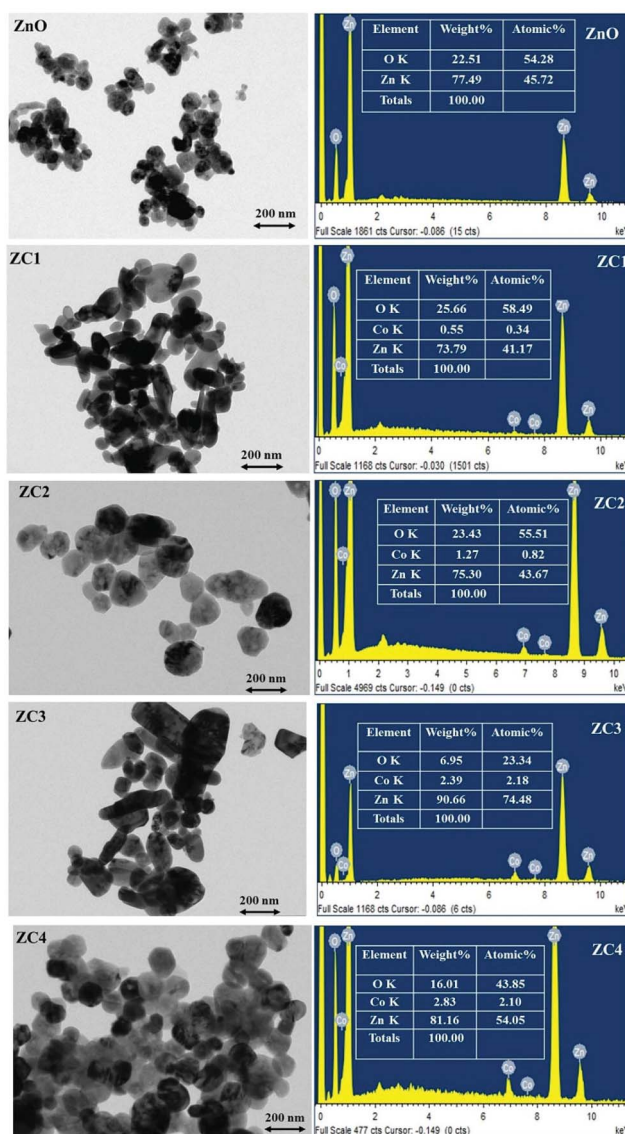 ZnO
200 nm
Zn
O
Zn
Zn
ZnO
Element Weight% Atomic%
O K 22.51 54.28
Zn K 77.49 45.72
Totals 100.00
0 2 4 6 8 10
Full Scale 1861 cts Cursor: -0.086 (15 cts) keV
ZC1
200 nm
Zn
O
Co
Co
Co
Zn
Zn
ZC1
Element Weight% Atomic%
O K 25.66 58.49
Co K 0.55 0.34
Zn K 73.79 41.17
Totals 100.00
0 1 2 3 4 5 6 7 8 9 10
Full Scale 1168 cts Cursor: -0.030 (1501 cts) keV
ZC2
200 nm
O
Zn
Co
Co
Co
Zn
Zn
ZC2
Element Weight% Atomic%
O K 23.43 55.51
Co K 1.27 0.82
Zn K 75.30 43.67
Totals 100.00
0 1 2 3 4 5 6 7 8 9 10
Full Scale 4969 cts Cursor: -0.149 (0 cts) keV
ZC3
200 nm
Zn
O
Co
Co
Co
Zn
Zn
ZC3
Element Weight% Atomic%
O K 6.95 23.34
Co K 2.39 2.18
Zn K 90.66 74.48
Totals 100.00
2 4 6 8 10
Full Scale 1168 cts Cursor: -0.086 (6 cts) keV
ZC4
200 nm
O
Zn
Co
Co
Co
Zn
Zn
ZC4
Element Weight% Atomic%
O K 16.01 43.85
Co K 2.83 2.10
Zn K 81.16 54.05
Totals 100.00
0 2 4 6 8 10
Full Scale 477 cts Cursor: -0.149 (0 cts) keV